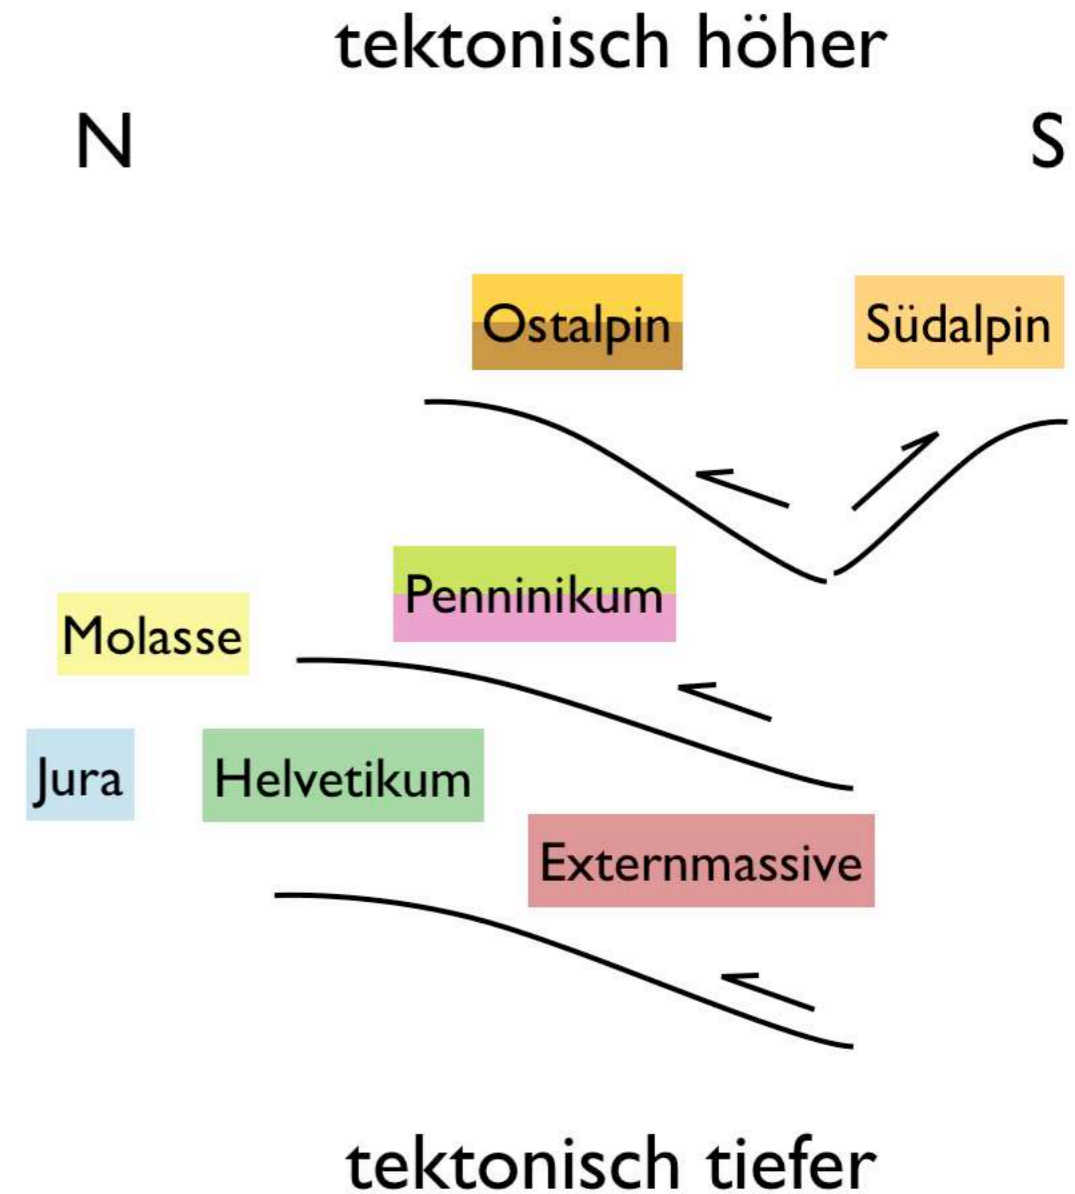 tektonisch höher
N
S
Ostalpin
Südalpin
Penninikum
Molasse
Jura
Helvetikum
Externmassive
tektonisch tiefer